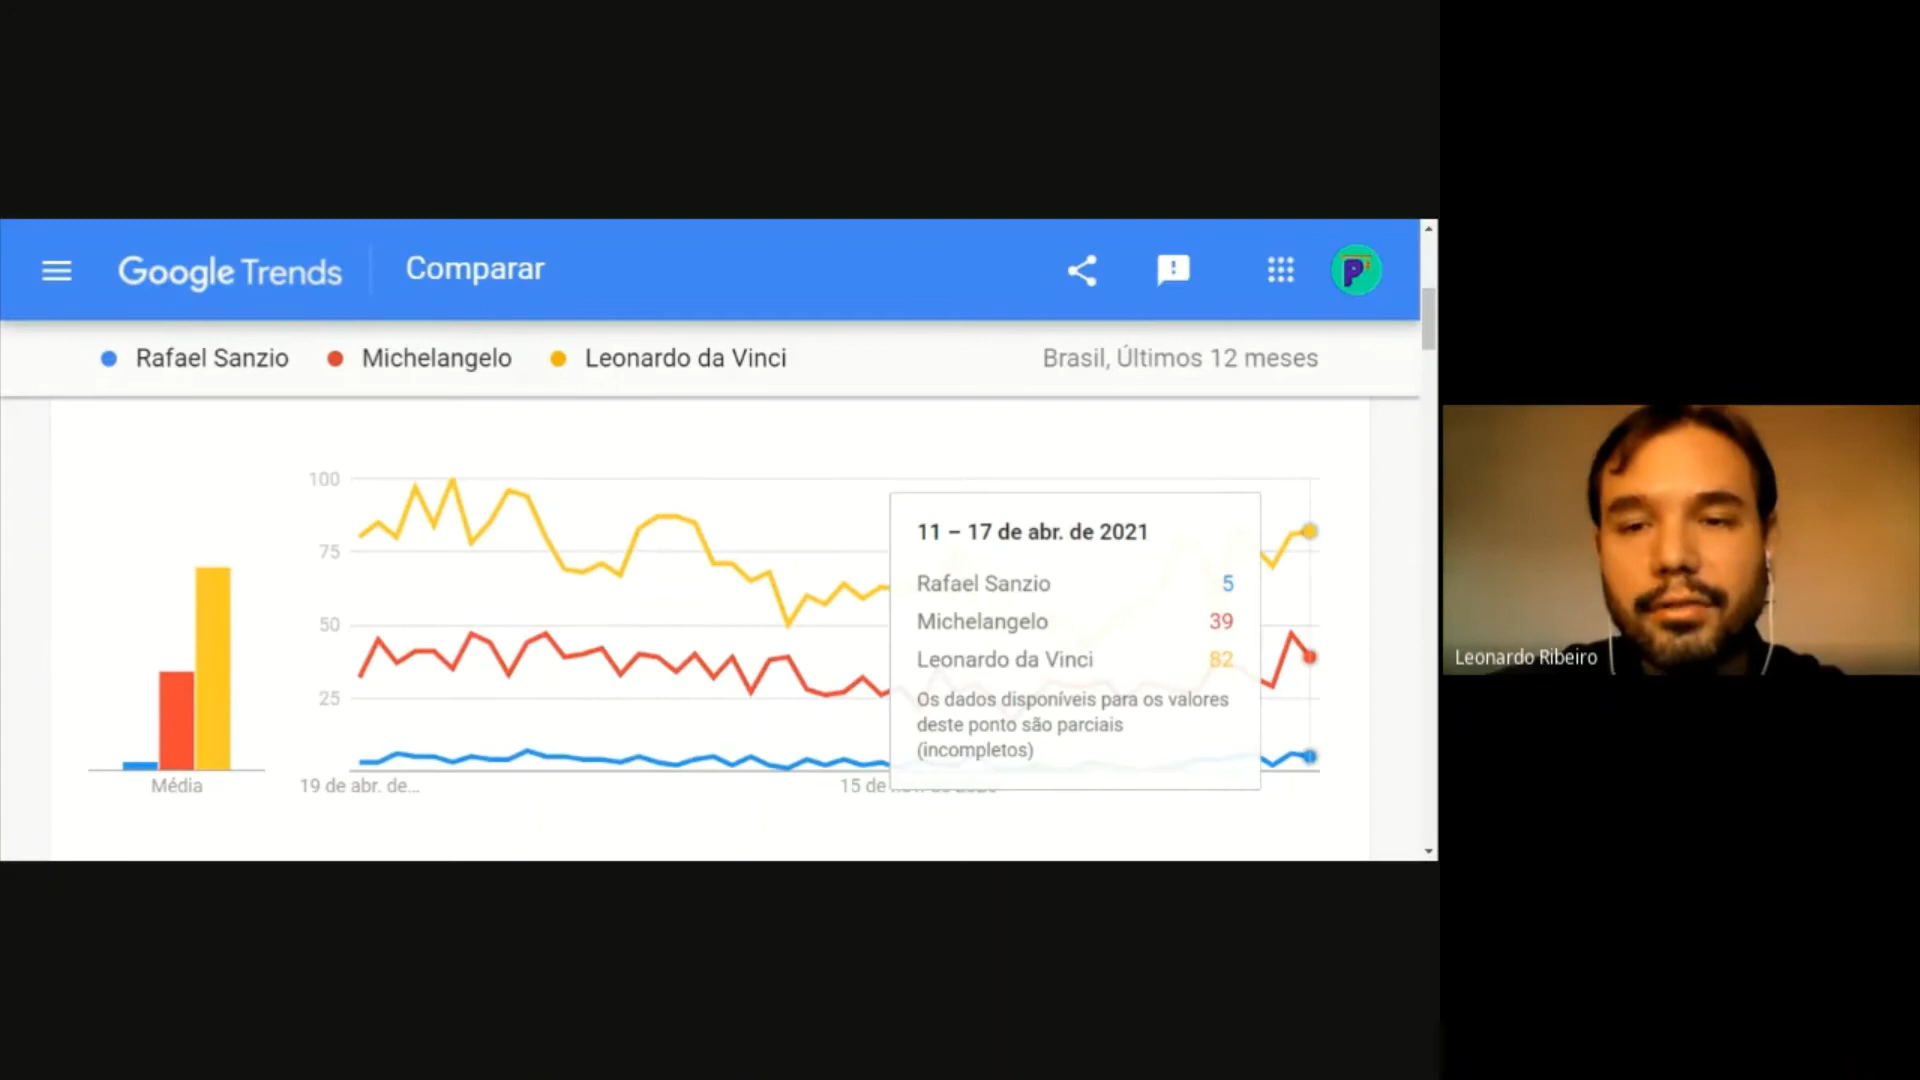 Google Trends
Comparar
Rafael Sanzio
Michelangelo
Leonardo da Vinci
Brasil, Últimos 12 meses
100
75
50
25
Média
19 de abr. de...
15 de
11 – 17 de abr. de 2021
Rafael Sanzio 5
Michelangelo 39
Leonardo da Vinci 82
Os dados disponíveis para os valores
deste ponto são parciais
(incompletos)
Leonardo Ribeiro